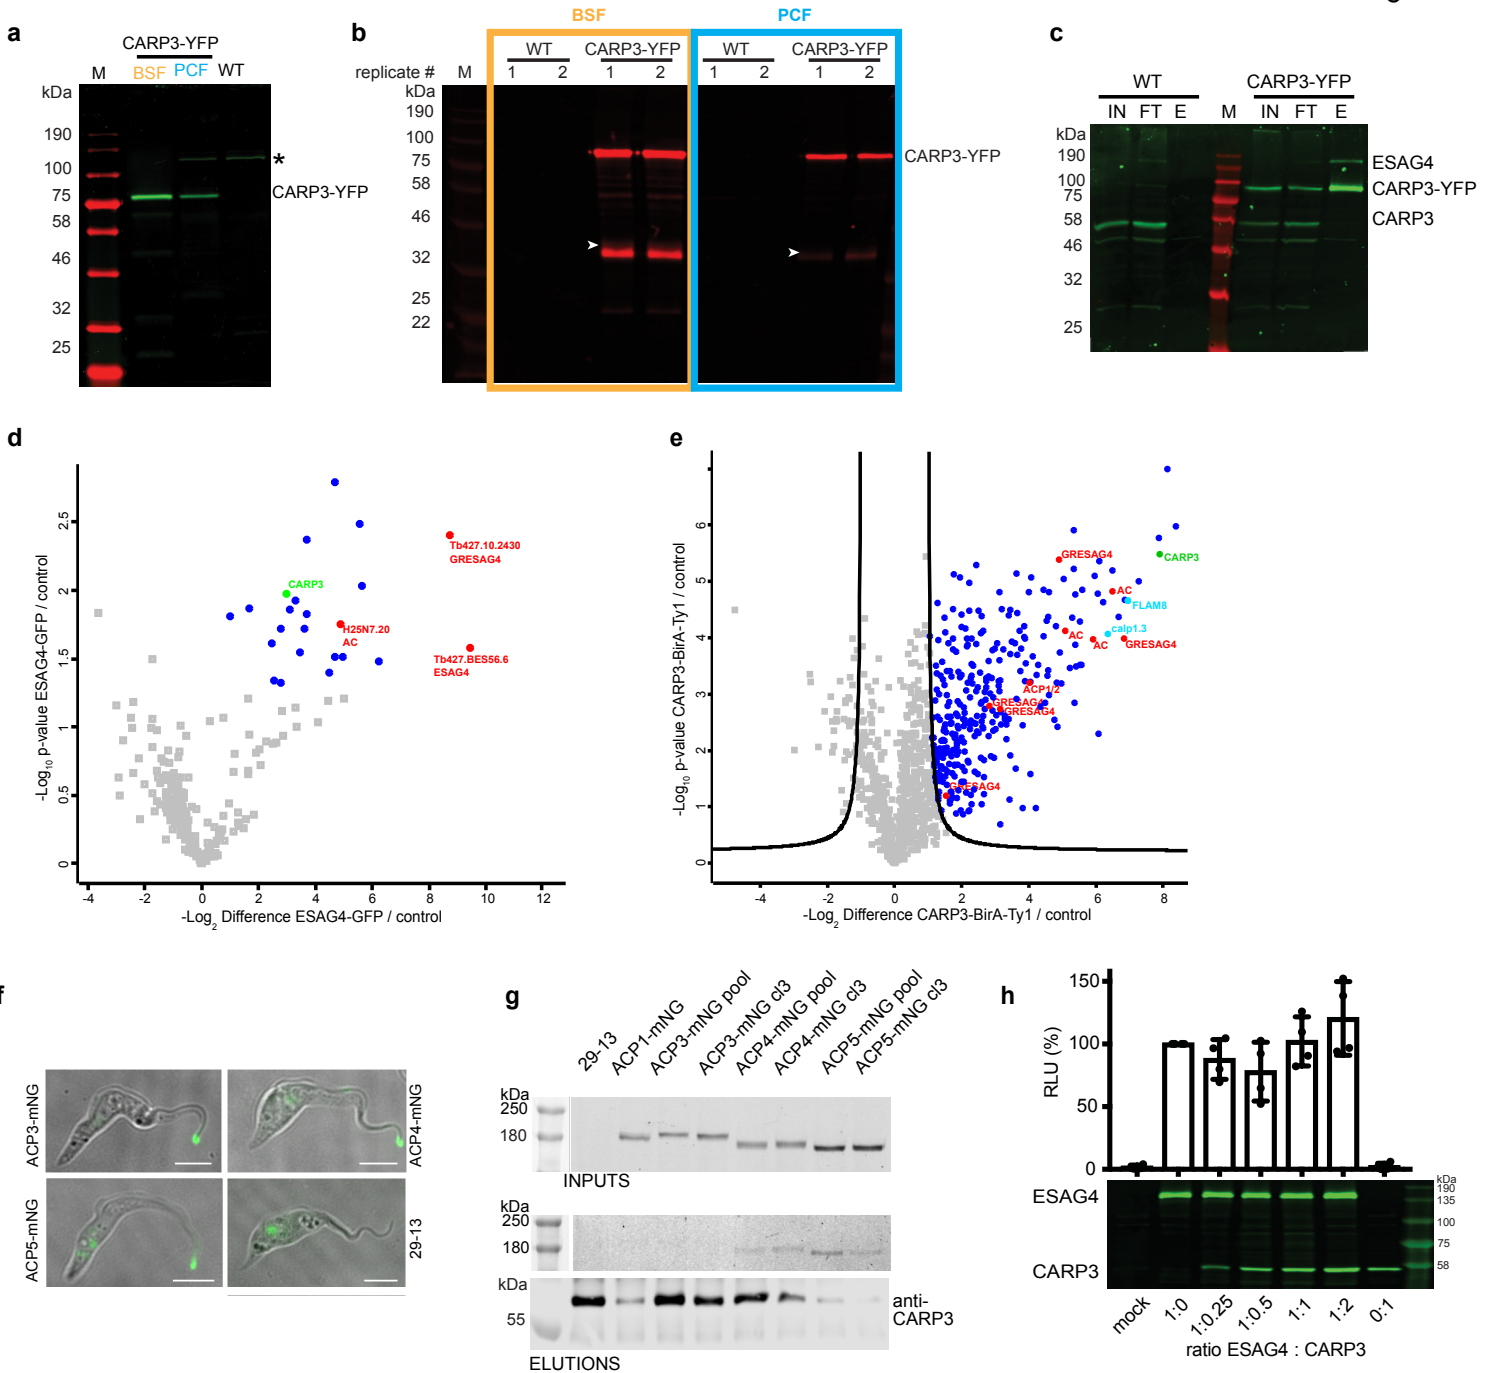 a
CARP3-YFP
M BSF PCF WT
kDa
190
100
75
58
46
32
25
*
CARP3-YFP
b
BSF
PCF
WT CARP3-YFP WT CARP3-YFP
replicate # M 1 2 1 2 1 2 1 2
kDa
190
100
75
58
46
32
25
22
CARP3-YFP
c
WT CARP3-YFP
IN FT E M IN FT E
kDa
190
100
75
58
46
32
25
ESAG4
CARP3-YFP
CARP3
d
-Log10 p-value ESAG4-GFP / control
2.5
2
1.5
1
0.5
0
Tb427.10.2430
GRESAG4
CARP3
H25N7.20
AC
Tb427.BES56.6
ESAG4
-4 -2 0 2 4 6 8 10 12
-Log2 Difference ESAG4-GFP / control
e
-Log10 p-value CARP3-BirA-Ty1 / control
6
5
4
3
2
1
0
GRESAG4
CARP3
AC
FLAM8
calp1.3
AC
AC
GRESAG4
ACP1/2
GRESAG4
GRESAG4
GRESAG4
-4 -2 0 2 4 6 8
-Log2 Difference CARP3-BirA-Ty1 / control
f
ACP3-mNG
ACP4-mNG
ACP5-mNG
29-13
g
29-13
ACP1-mNG
ACP3-mNG pool
ACP3-mNG cl3
ACP4-mNG pool
ACP4-mNG cl3
ACP5-mNG pool
ACP5-mNG cl3
kDa
250
180
INPUTS
kDa
250
180
kDa
55
anti-
CARP3
ELUTIONS
h
RLU (%)
150
100
50
0
ESAG4
CARP3
kDa
190
135
100
75
58
mock 1:0 1:0.25 1:0.5 1:1 1:2 0:1
ratio ESAG4 : CARP3